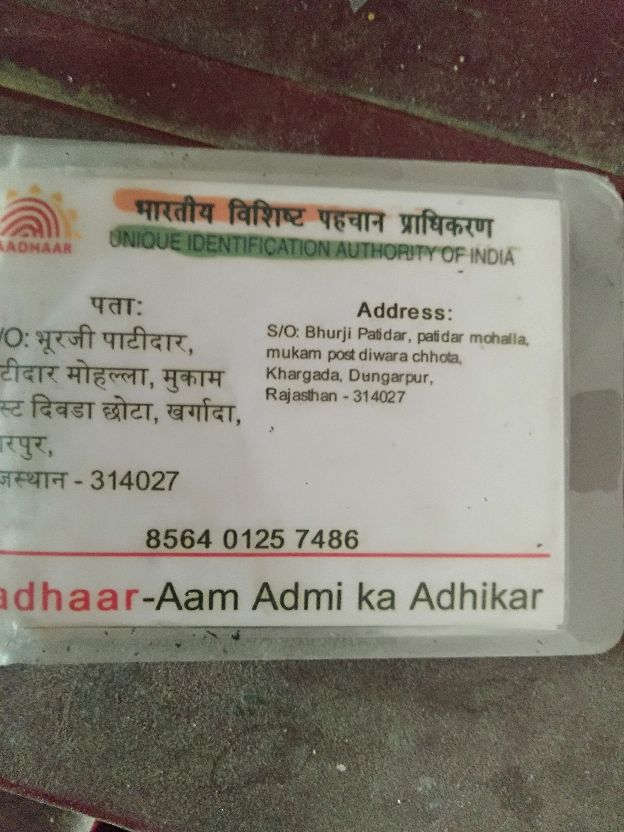 AADHAAR
भारतीय विशिष्ट पहचान प्राधिकरण
UNIQUE IDENTIFICATION AUTHORITY OF INDIA
पता:
/O: भूरजी पाटीदार,
टीदार मोहल्ला, मुकाम
स्ट दिवडा छोटा, खर्गादा,
रपुर,
जस्थान - 314027
Address:
S/O: Bhurji Patidar, patidar mohalla,
mukam post diwara chhota,
Khargada, Dungarpur,
Rajasthan - 314027
8564 0125 7486
adhaar-Aam Admi ka Adhikar